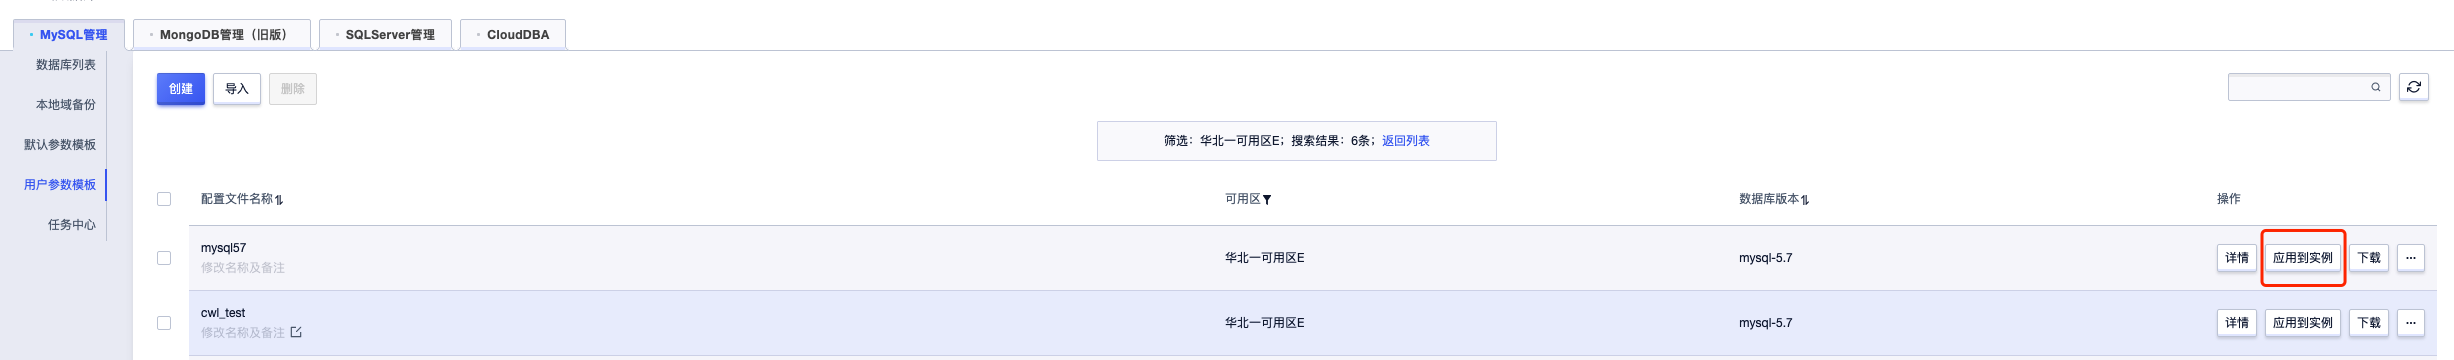 MySQL管理
MongoDB管理（旧版）
SQLServer管理
CloudDBA
数据库列表
本地域备份
默认参数模板
用户参数模板
任务中心
创建
导入
删除
筛选：华北一可用区E；搜索结果：6条；返回列表
配置文件名称
可用区
数据库版本
操作
mysql57
修改名称及备注
华北一可用区E
mysql-5.7
详情
应用到实例
下载
...
cwl_test
修改名称及备注
华北一可用区E
mysql-5.7
详情
应用到实例
下载
...